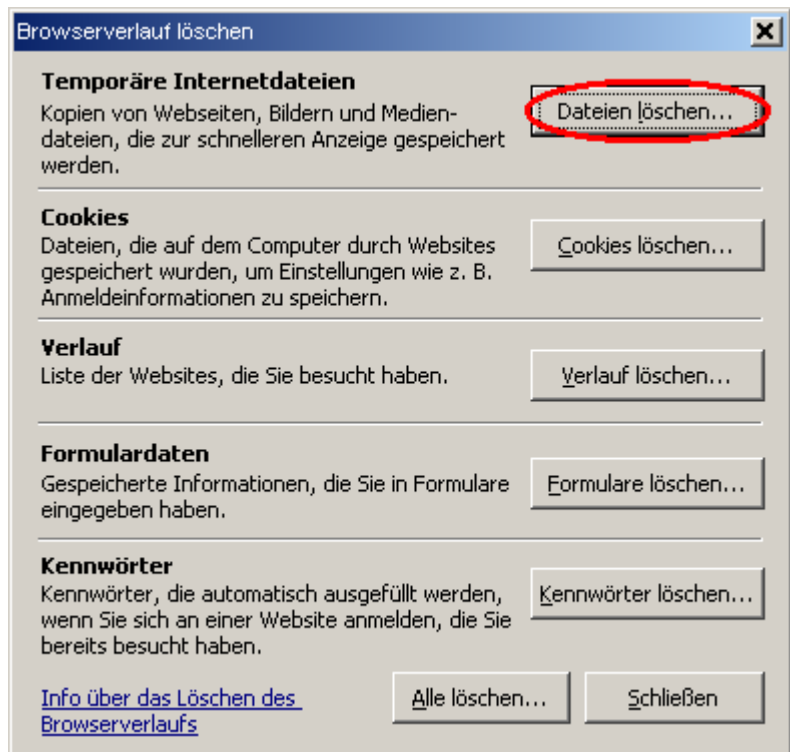 Browserverlauf löschen
Temporäre Internetdateien
Kopien von Webseiten, Bildern und Medien-
dateien, die zur schnelleren Anzeige gespeichert
werden.
Dateien löschen...
Cookies
Dateien, die auf dem Computer durch Websites
gespeichert wurden, um Einstellungen wie z. B.
Anmeldeinformationen zu speichern.
Cookies löschen...
Verlauf
Liste der Websites, die Sie besucht haben.
Verlauf löschen...
Formulardaten
Gespeicherte Informationen, die Sie in Formulare
eingegeben haben.
Formulare löschen...
Kennwörter
Kennwörter, die automatisch ausgefüllt werden,
wenn Sie sich an einer Website anmelden, die Sie
bereits besucht haben.
Kennwörter löschen...
Info über das Löschen des
Browserverlaufs
Alle löschen...
Schließen